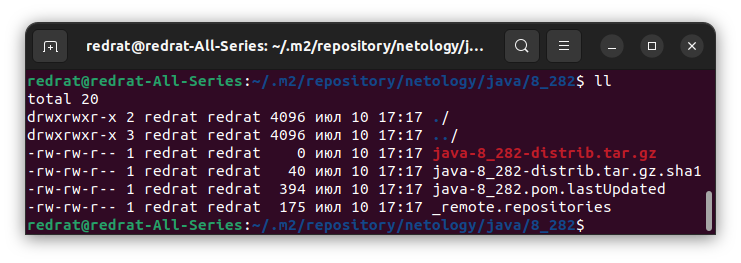 redrat@redrat-All-Series: ~/.m2/repository/netology/j...
redrat@redrat-All-Series:~/.m2/repository/netology/java/8_282$ ll
total 20
drwxrwxr-x 2 redrat redrat 4096 июл 10 17:17 ./
drwxrwxr-x 3 redrat redrat 4096 июл 10 17:17 ../
-rw-rw-r-- 1 redrat redrat    0 июл 10 17:17 java-8_282-distrib.tar.gz
-rw-rw-r-- 1 redrat redrat   40 июл 10 17:17 java-8_282-distrib.tar.gz.sha1
-rw-rw-r-- 1 redrat redrat  394 июл 10 17:17 java-8_282.pom.lastUpdated
-rw-rw-r-- 1 redrat redrat  175 июл 10 17:17 _remote.repositories
redrat@redrat-All-Series:~/.m2/repository/netology/java/8_282$